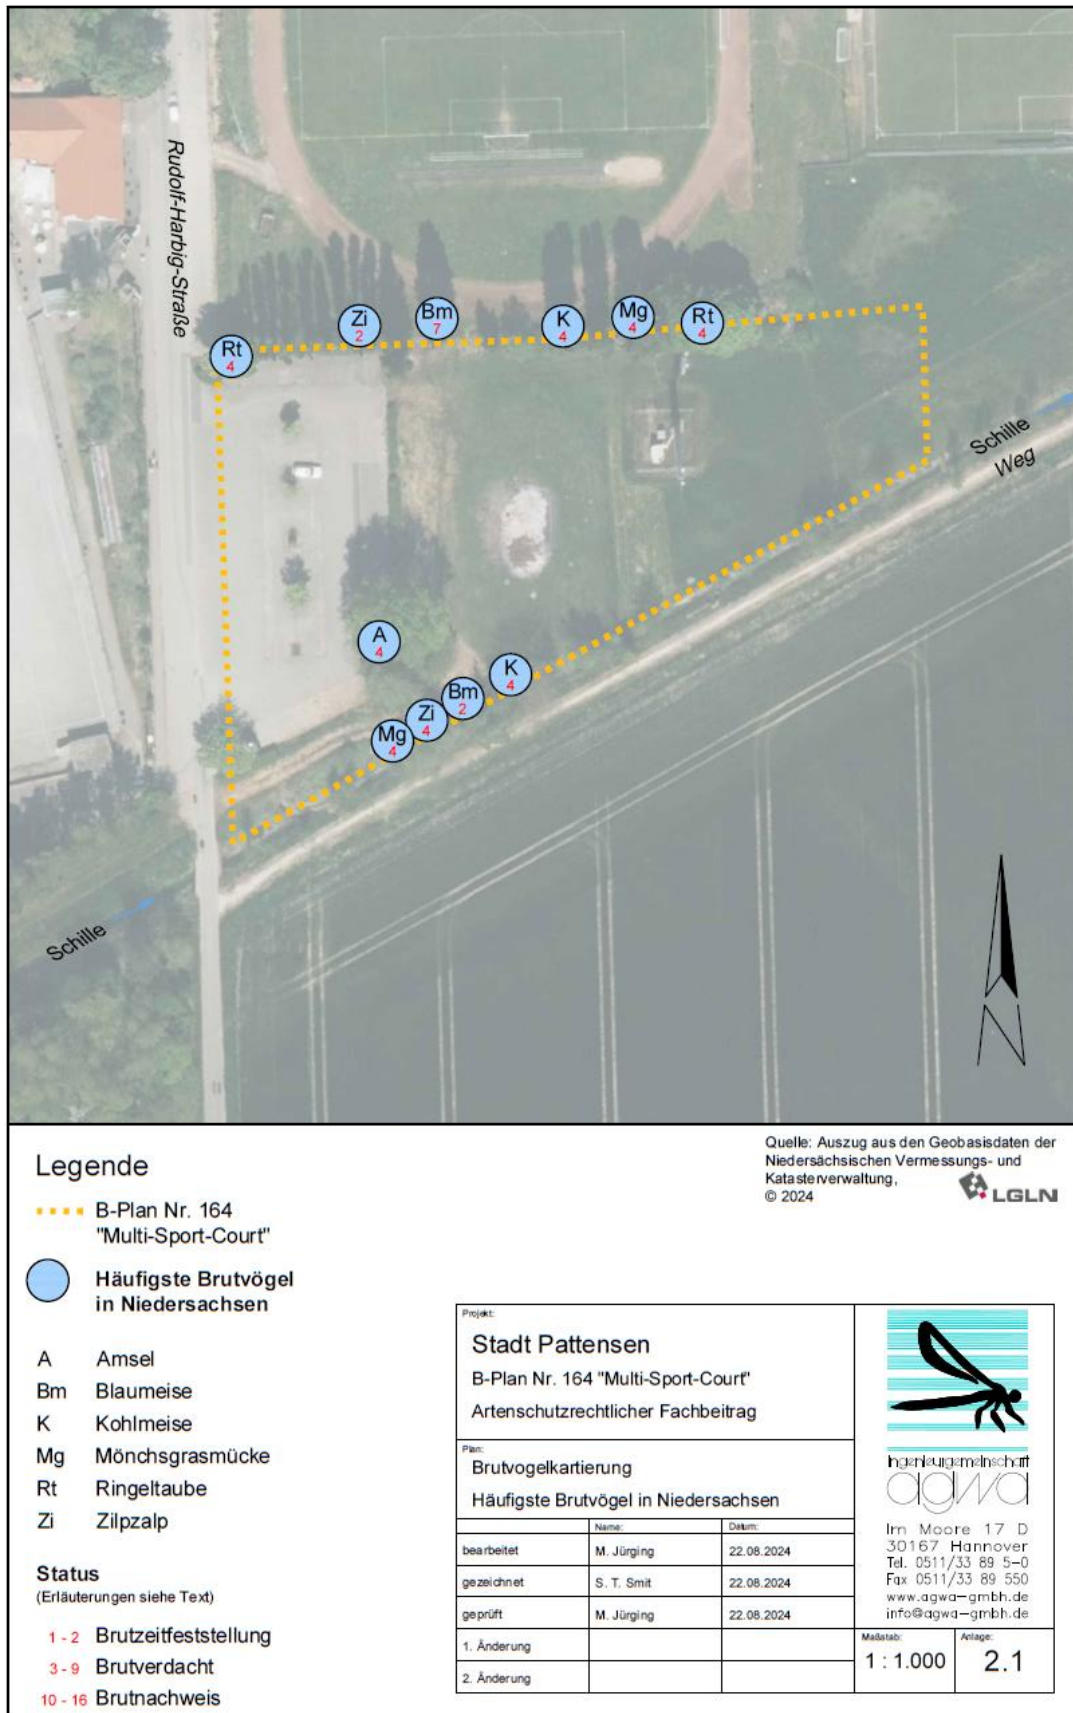 Rudolf-Harbig-Straße
Zi
2
Bm
7
K
4
Mg
4
Rt
4
Rt
4
Schille
Weg
A
4
K
4
Bm
2
Zi
4
Mg
4
Schille
N
Legende
B-Plan Nr. 164
"Multi-Sport-Court"
Häufigste Brutvögel
in Niedersachsen
A Amsel
Bm Blaumeise
K Kohlmeise
Mg Mönchsgrasmücke
Rt Ringeltaube
Zi Zilpzalp
Status
(Erläuterungen siehe Text)
1 - 2 Brutzeitfeststellung
3 - 9 Brutverdacht
10 - 16 Brutnachweis
Quelle: Auszug aus den Geobasisdaten der
Niedersächsischen Vermessungs- und
Katasterverwaltung,
© 2024
LGLN
Projekt:
Stadt Pattensen
B-Plan Nr. 164 "Multi-Sport-Court"
Artenschutzrechtlicher Fachbeitrag
Plan:
Brutvogelkartierung
Häufigste Brutvögel in Niedersachsen
Name: Datum:
bearbeitet M. Jürging 22.08.2024
gezeichnet S. T. Smit 22.08.2024
geprüft M. Jürging 22.08.2024
1. Änderung
2. Änderung
Ingenieurgemeinschaft
agwa
Im Moore 17 D
30167 Hannover
Tel. 0511/33 89 5-0
Fax 0511/33 89 550
www.agwa-gmbh.de
info@agwa-gmbh.de
Maßstab:
1 : 1.000
Anlage:
2.1